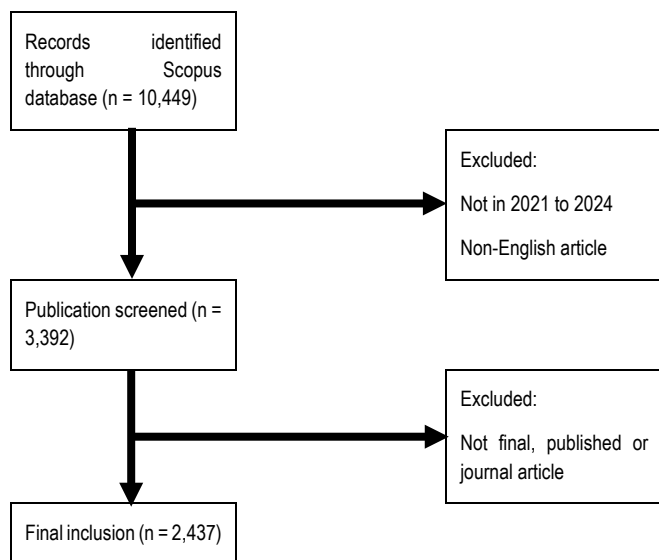 Records identified
through Scopus
database (n = 10,449)
Excluded:
Not in 2021 to 2024
Non-English article
Publication screened (n =
3,392)
Excluded:
Not final, published or
journal article
Final inclusion (n = 2,437)